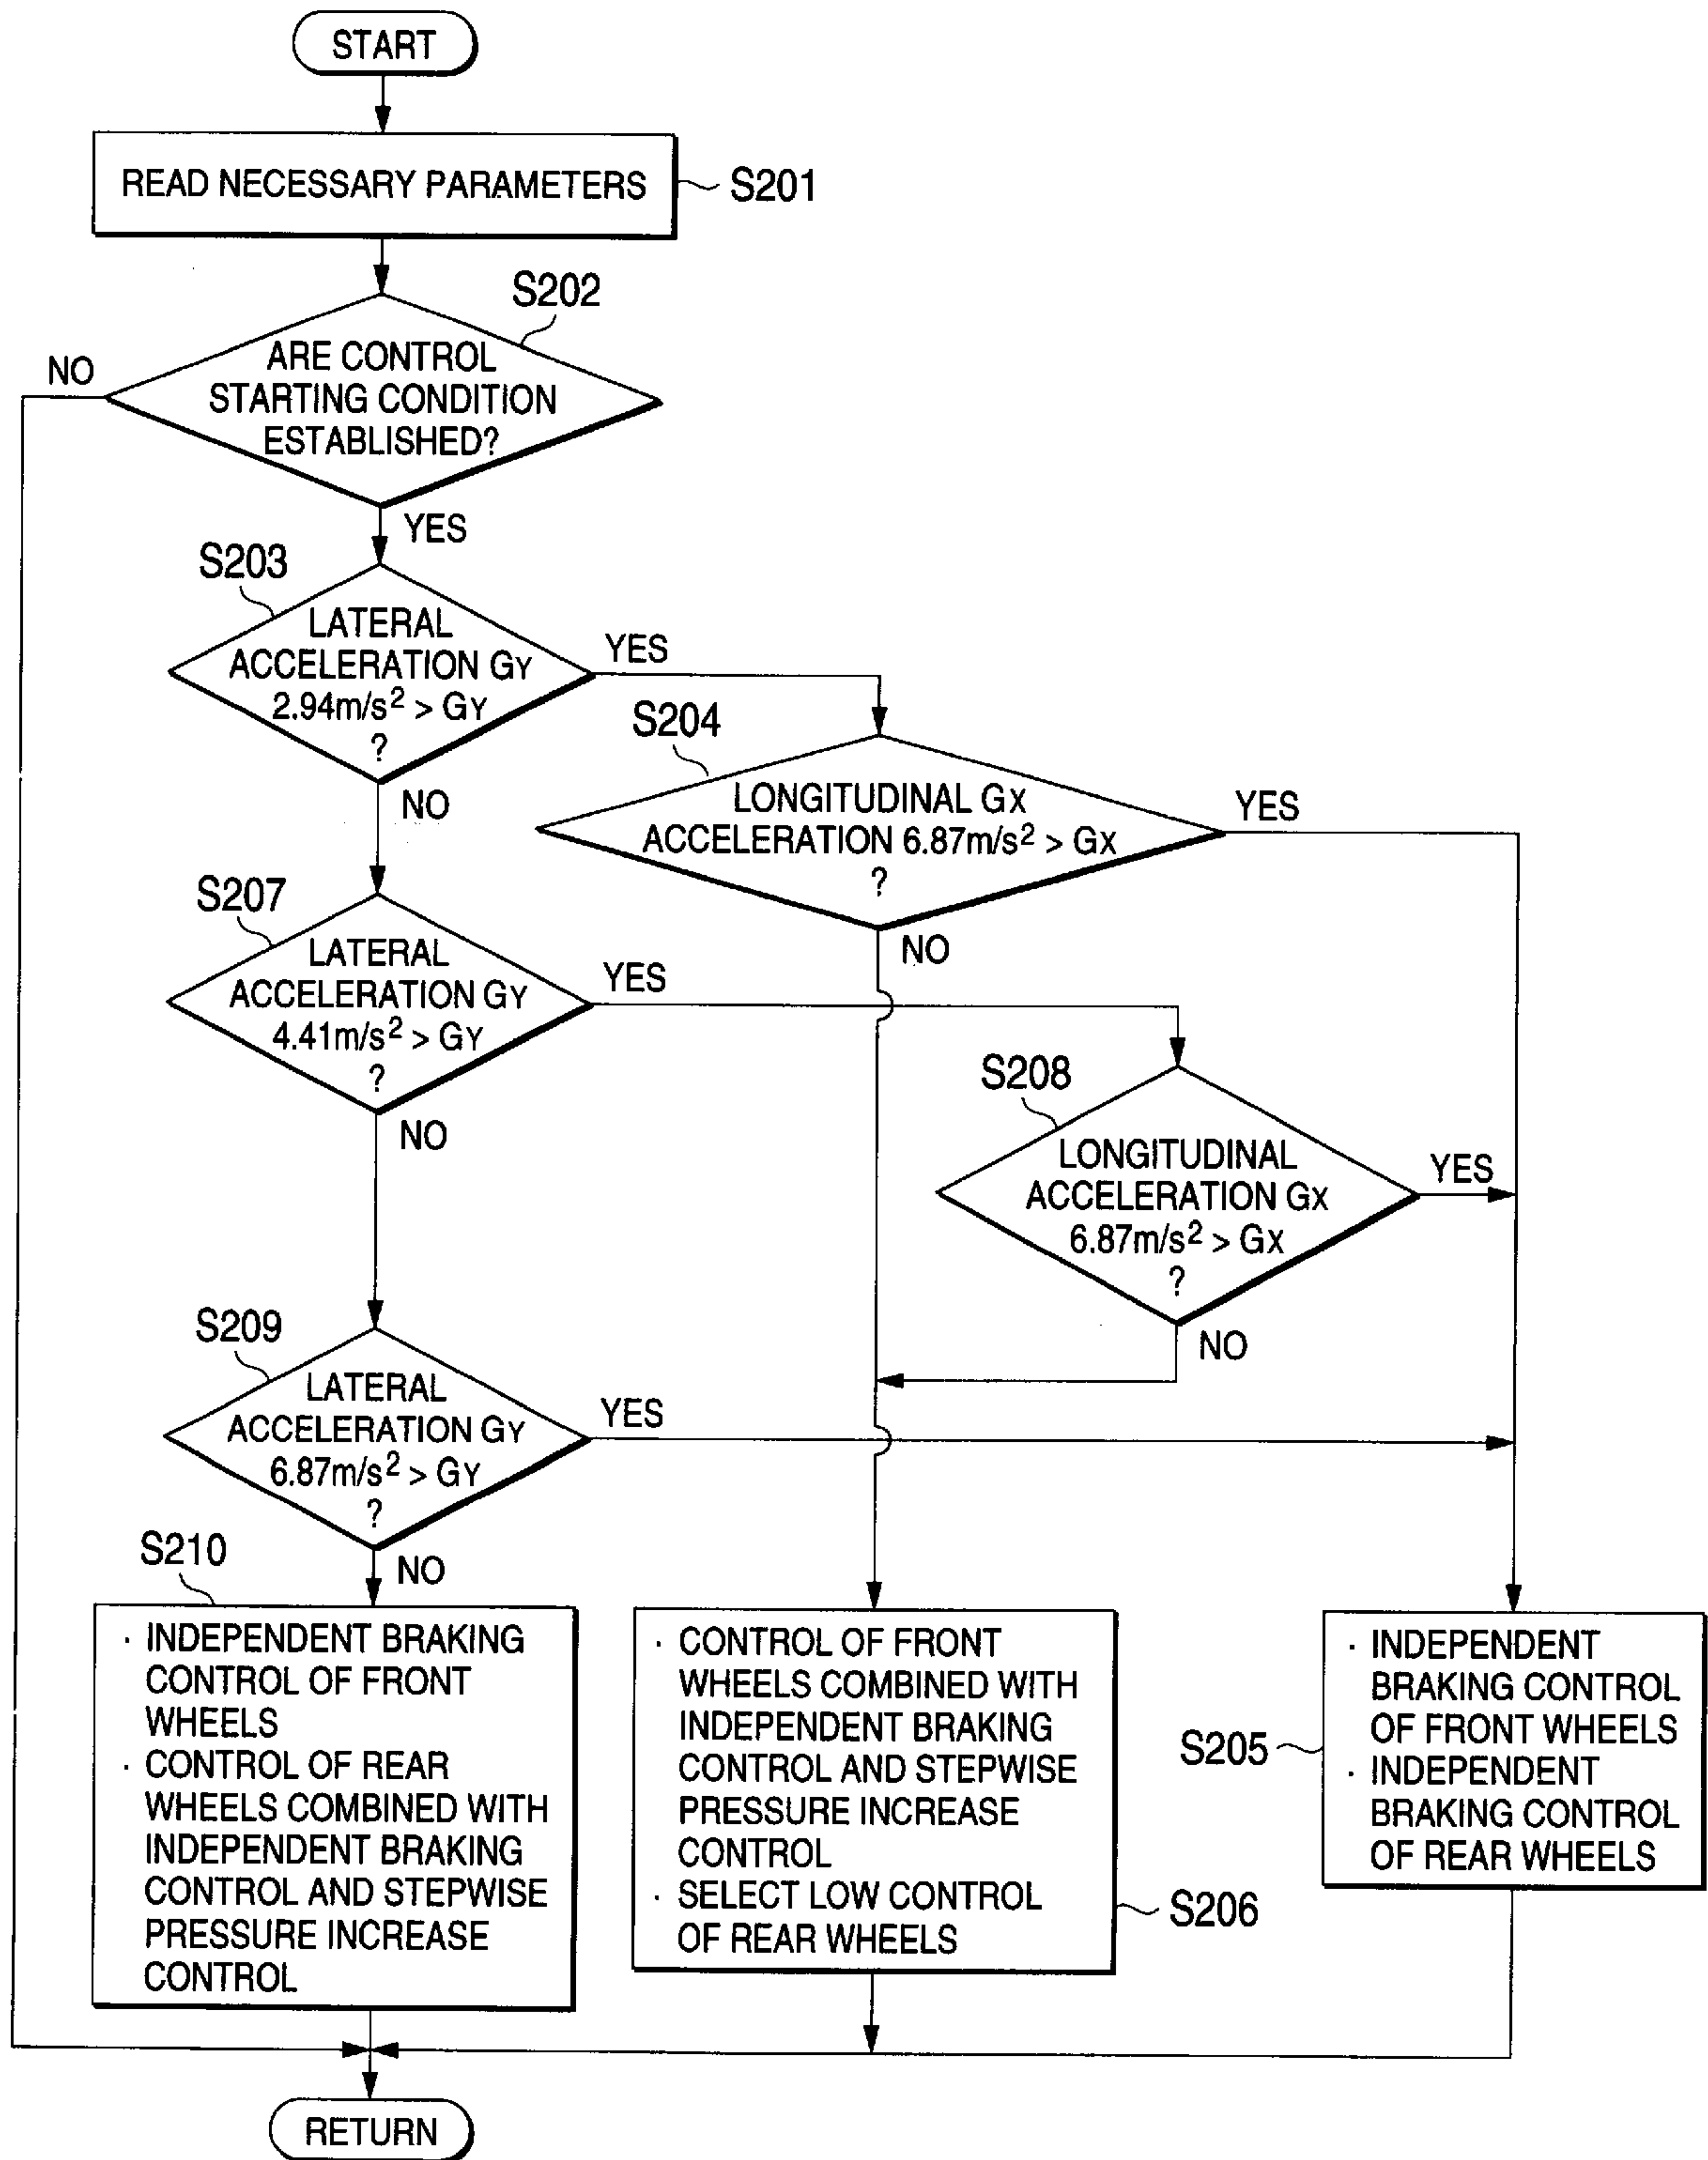 START
READ NECESSARY PARAMETERS
S201
S202
ARE CONTROL
STARTING CONDITION
ESTABLISHED?
NO
YES
S203
LATERAL
ACCELERATION GY
2.94m/s² > GY
?
YES
NO
S204
LONGITUDINAL GX
ACCELERATION 6.87m/s² > GX
?
YES
NO
S207
LATERAL
ACCELERATION GY
4.41m/s² > GY
?
YES
NO
S208
LONGITUDINAL
ACCELERATION GX
6.87m/s² > GX
?
YES
NO
S209
LATERAL
ACCELERATION GY
6.87m/s² > GY
?
YES
NO
S210
· INDEPENDENT BRAKING
CONTROL OF FRONT
WHEELS
· CONTROL OF REAR
WHEELS COMBINED WITH
INDEPENDENT BRAKING
CONTROL AND STEPWISE
PRESSURE INCREASE
CONTROL
· CONTROL OF FRONT
WHEELS COMBINED WITH
INDEPENDENT BRAKING
CONTROL AND STEPWISE
PRESSURE INCREASE
CONTROL
· SELECT LOW CONTROL
OF REAR WHEELS
S206
S205
· INDEPENDENT
BRAKING CONTROL
OF FRONT WHEELS
· INDEPENDENT
BRAKING CONTROL
OF REAR WHEELS
RETURN